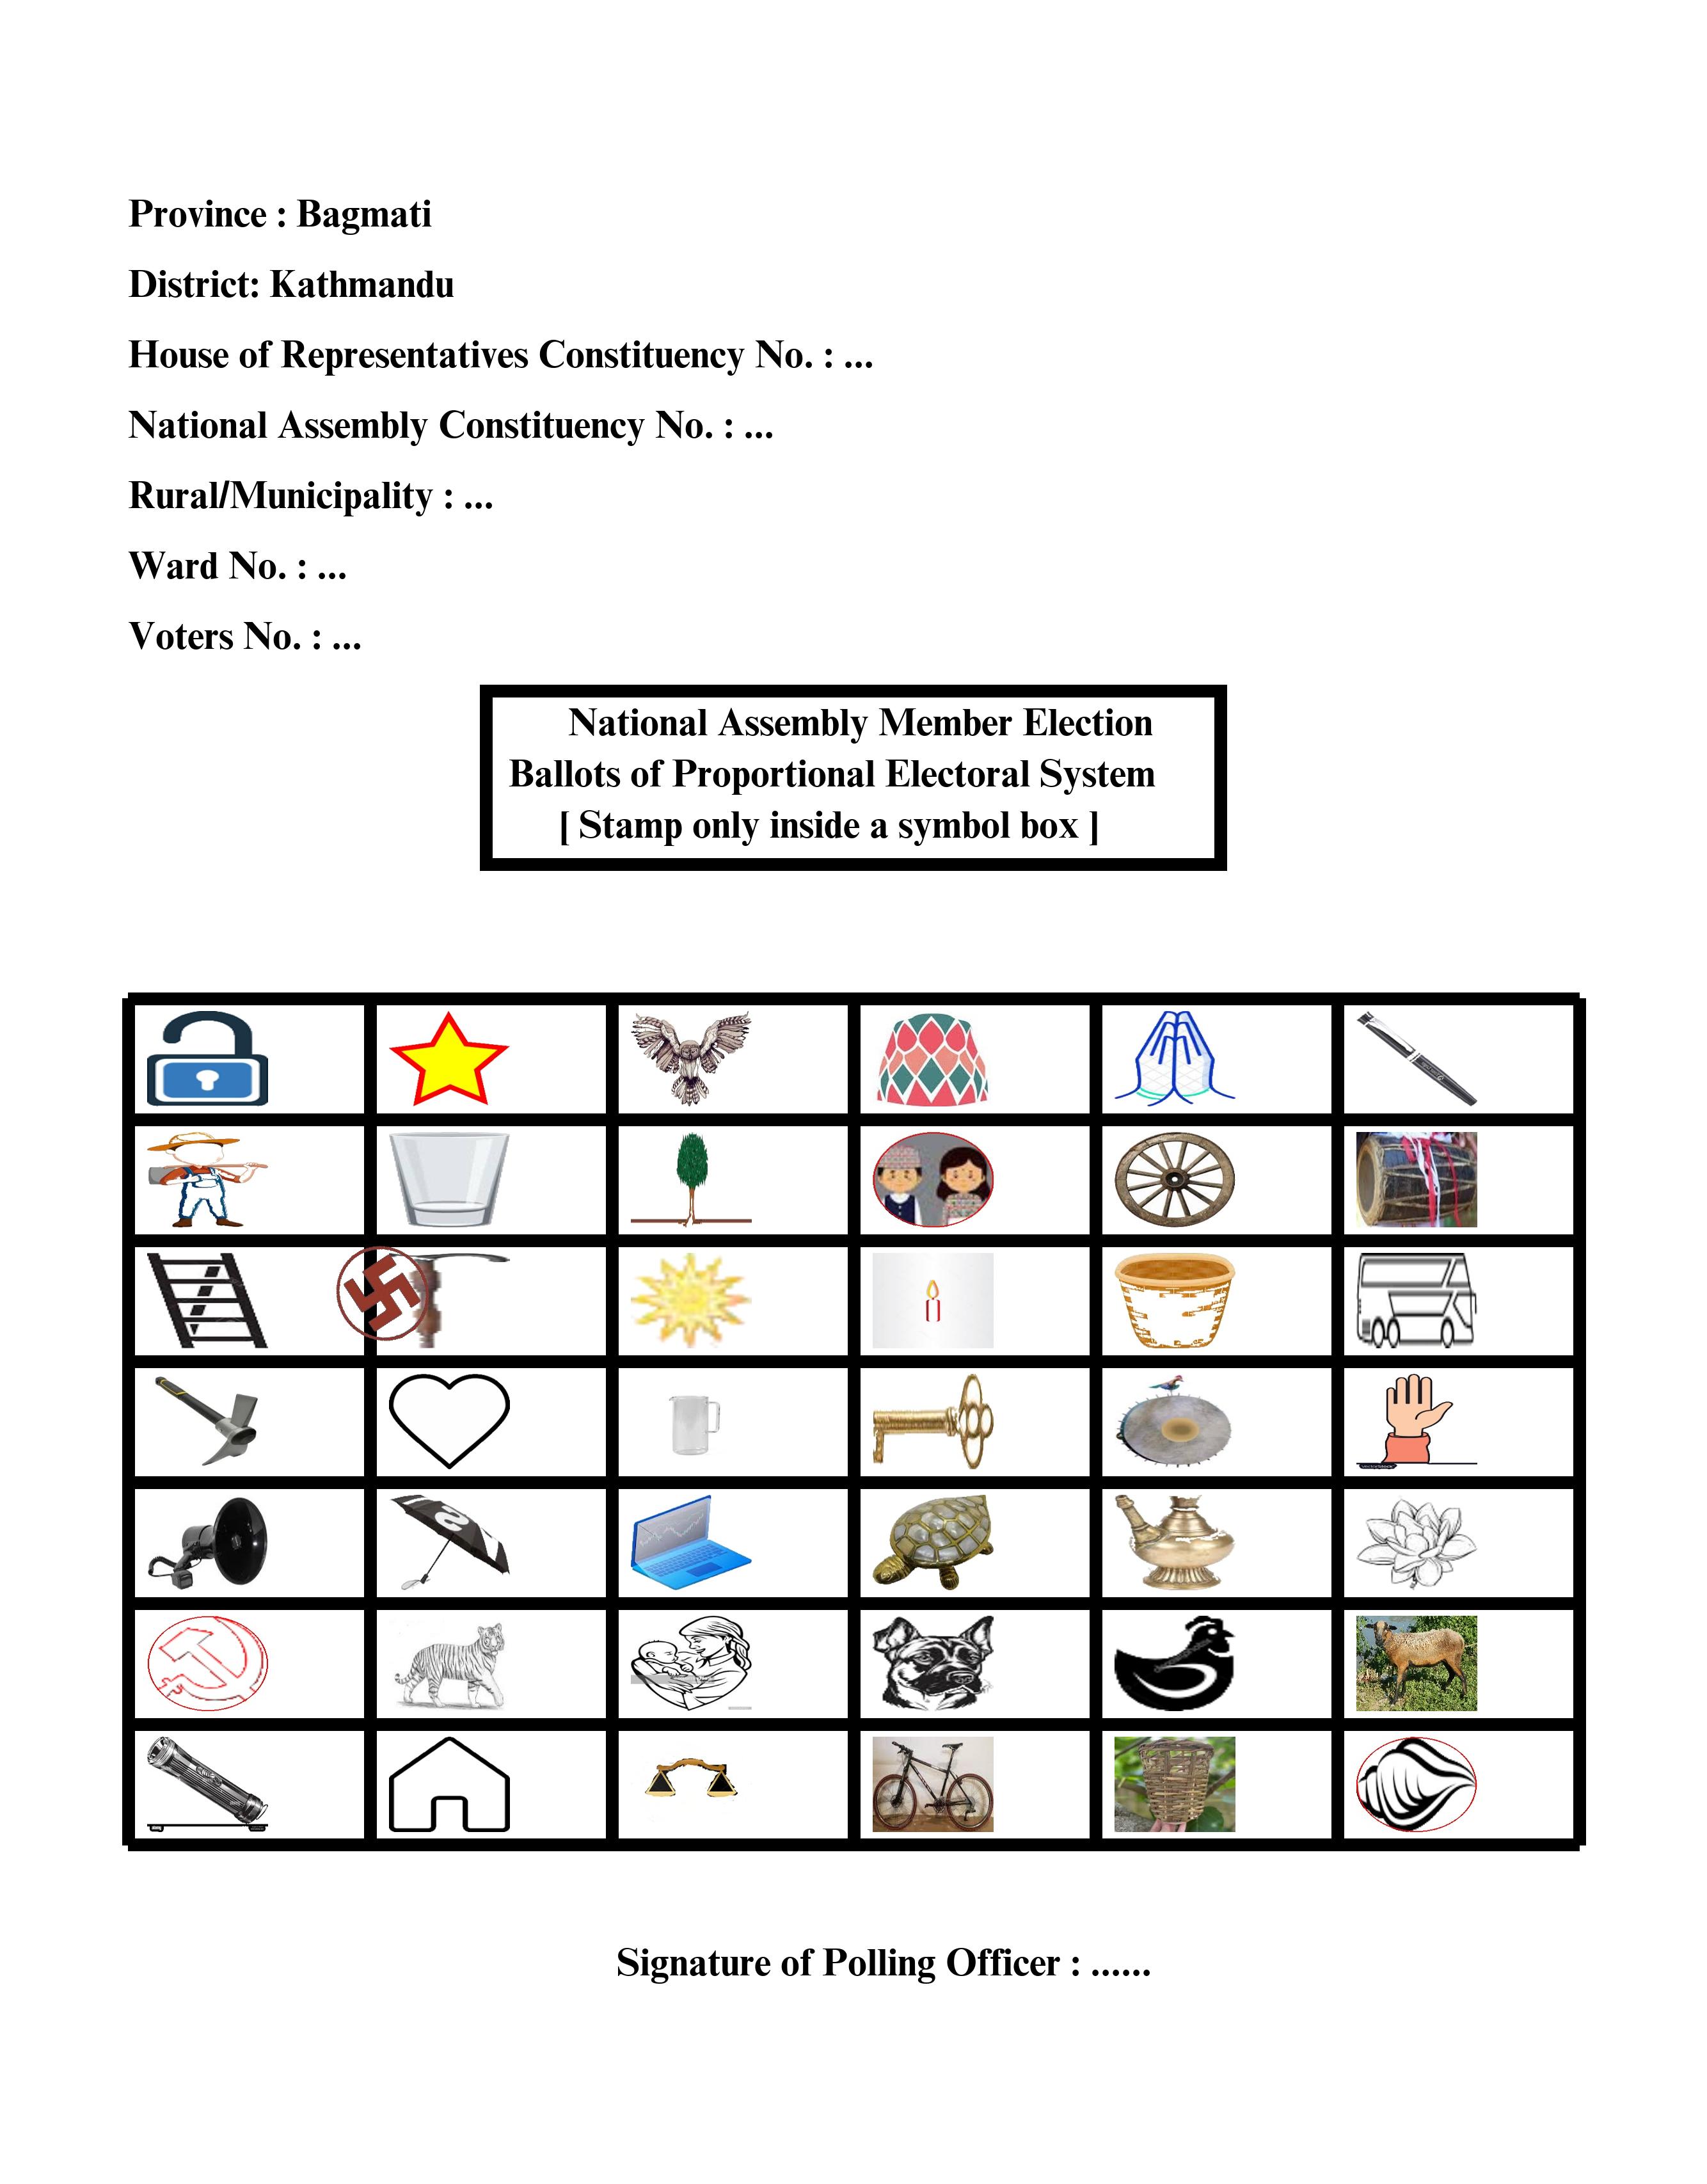 Province : Bagmati
District: Kathmandu
House of Representatives Constituency No. : ...
National Assembly Constituency No. : ...
Rural/Municipality : ...
Ward No. : ...
Voters No. : ...
National Assembly Member Election
Ballots of Proportional Electoral System
[ Stamp only inside a symbol box ]
Signature of Polling Officer : ......